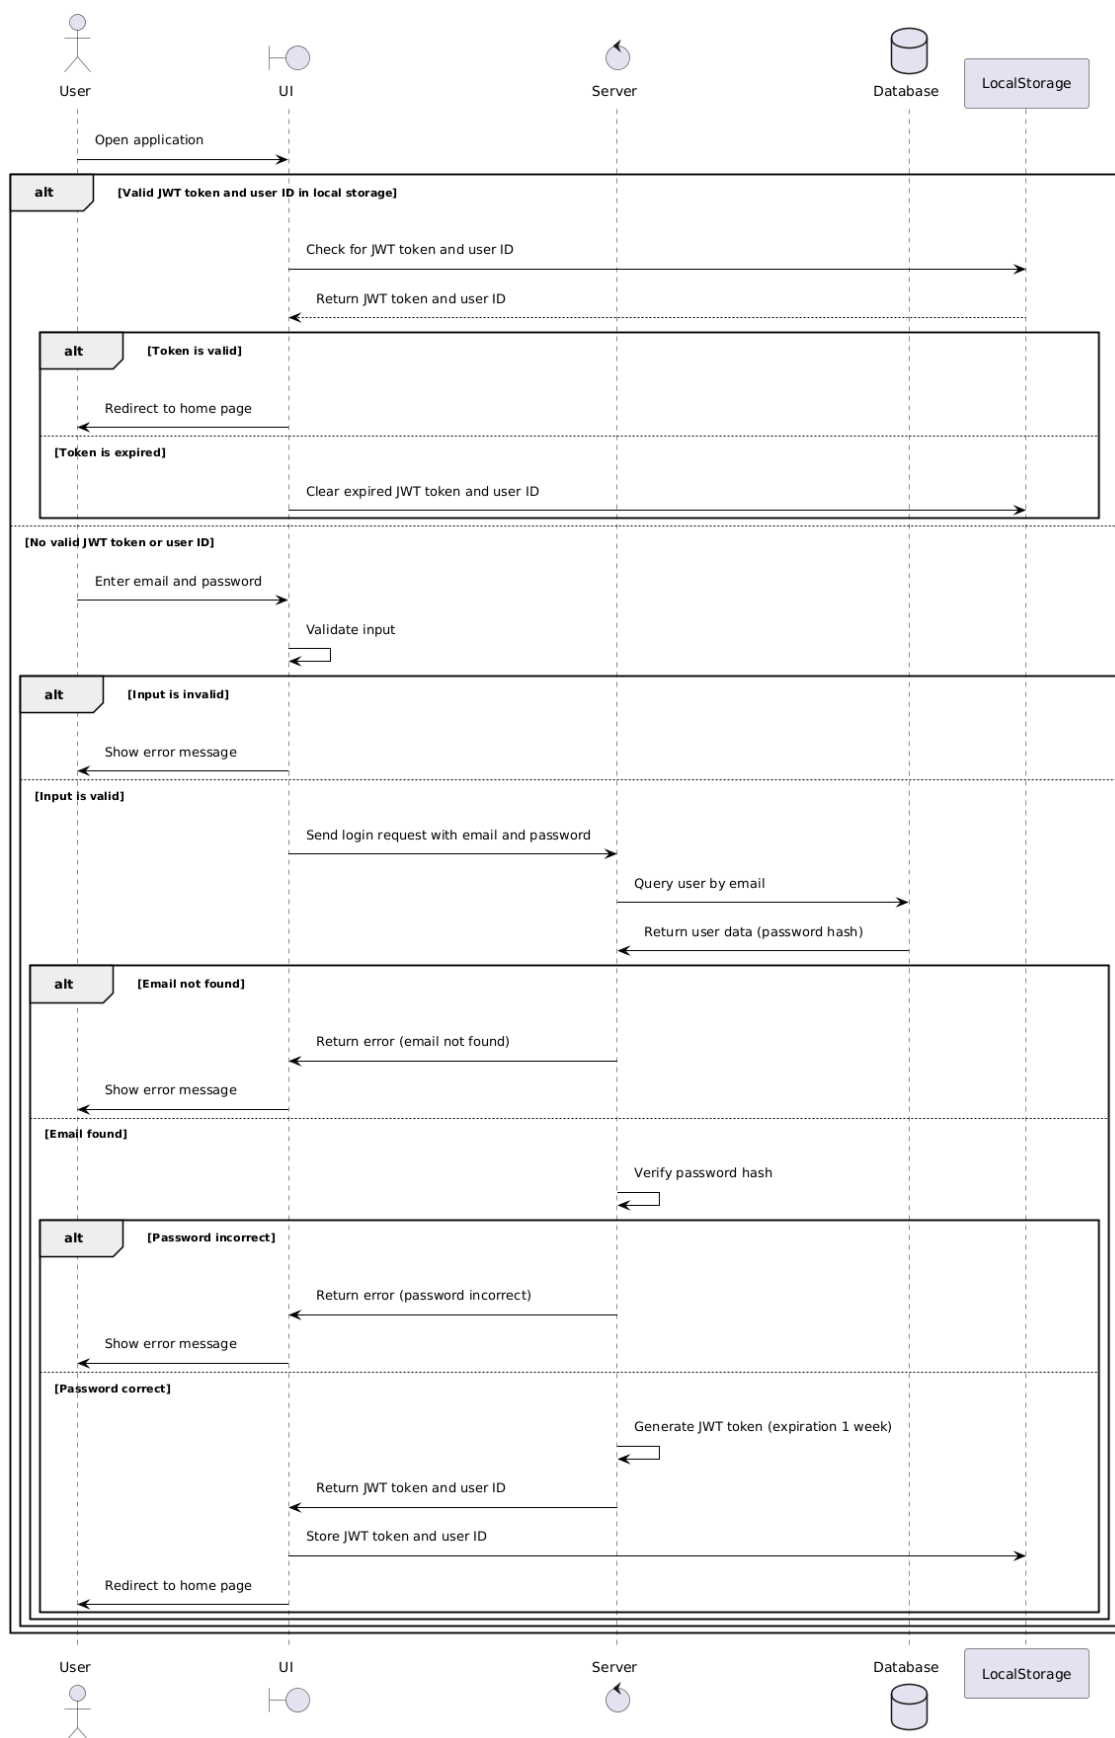 User
UI
Server
Database
LocalStorage
Open application
alt
[Valid JWT token and user ID in local storage]
Check for JWT token and user ID
Return JWT token and user ID
alt
[Token is valid]
Redirect to home page
[Token is expired]
Clear expired JWT token and user ID
[No valid JWT token or user ID]
Enter email and password
Validate input
alt
[Input is invalid]
Show error message
[Input is valid]
Send login request with email and password
Query user by email
Return user data (password hash)
alt
[Email not found]
Return error (email not found)
Show error message
[Email found]
Verify password hash
alt
[Password incorrect]
Return error (password incorrect)
Show error message
[Password correct]
Generate JWT token (expiration 1 week)
Return JWT token and user ID
Store JWT token and user ID
Redirect to home page
User
UI
Server
Database
LocalStorage